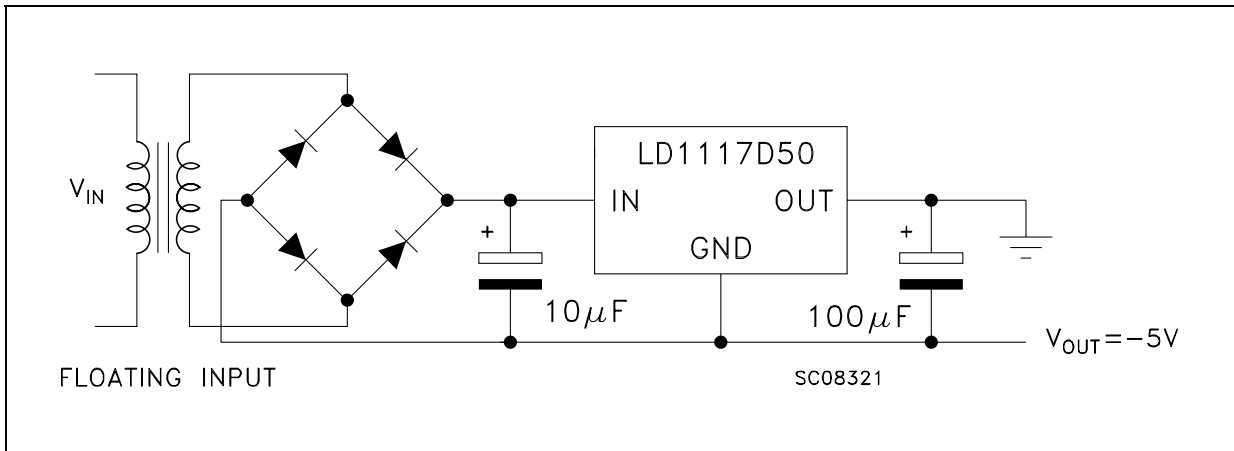 LD1117D50
V_IN
IN
OUT
GND
+
+
10μF
100μF
V_OUT=-5V
FLOATING INPUT
SC08321